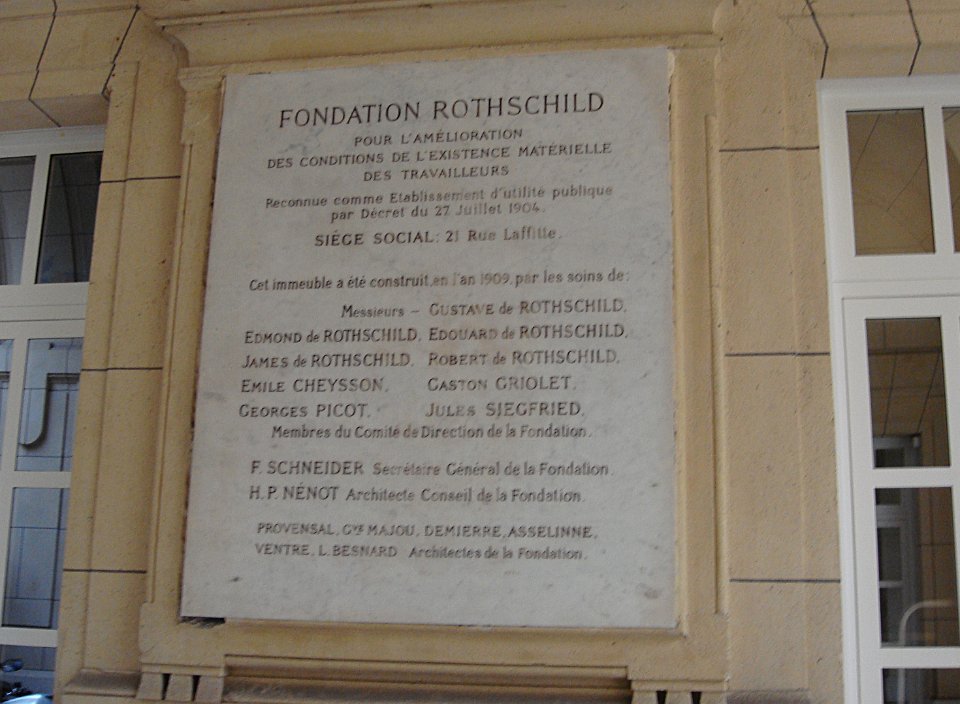 FONDATION ROTHSCHILD
POUR L'AMÉLIORATION
DES CONDITIONS DE L'EXISTENCE MATÉRIELLE
DES TRAVAILLEURS
Reconnue comme Etablissement d'utilité publique
par Décret du 27 Juillet 1904.
SIÉGE SOCIAL: 21 Rue Laffitte.
Cet immeuble a été construit, en l'an 1909, par les soins de:
Messieurs – GUSTAVE de ROTHSCHILD,
EDMOND de ROTHSCHILD, EDOUARD de ROTHSCHILD,
JAMES de ROTHSCHILD, ROBERT de ROTHSCHILD,
EMILE CHEYSSON, GASTON GRIOLET,
GEORGES PICOT, JULES SIEGFRIED,
Membres du Comité de Direction de la Fondation.
F. SCHNEIDER Secrétaire Général de la Fondation.
H. P. NÉNOT Architecte Conseil de la Fondation.
PROVENSAL, GVE MAJOU, DEMIERRE, ASSELINNE,
VENTRE, L. BESNARD Architectes de la Fondation.